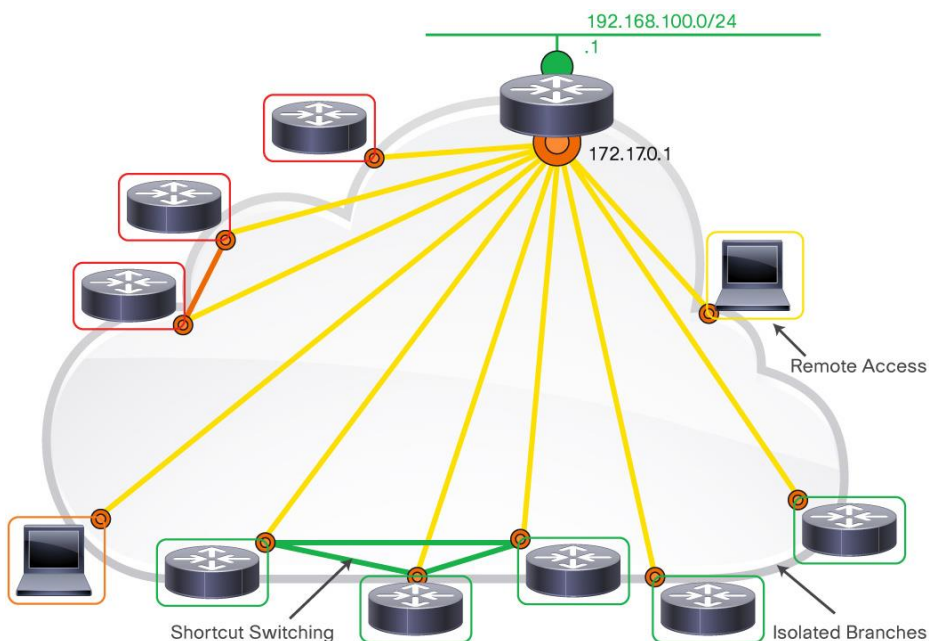 192.168.100.0/24
.1
172.17.0.1
Remote Access
Shortcut Switching
Isolated Branches